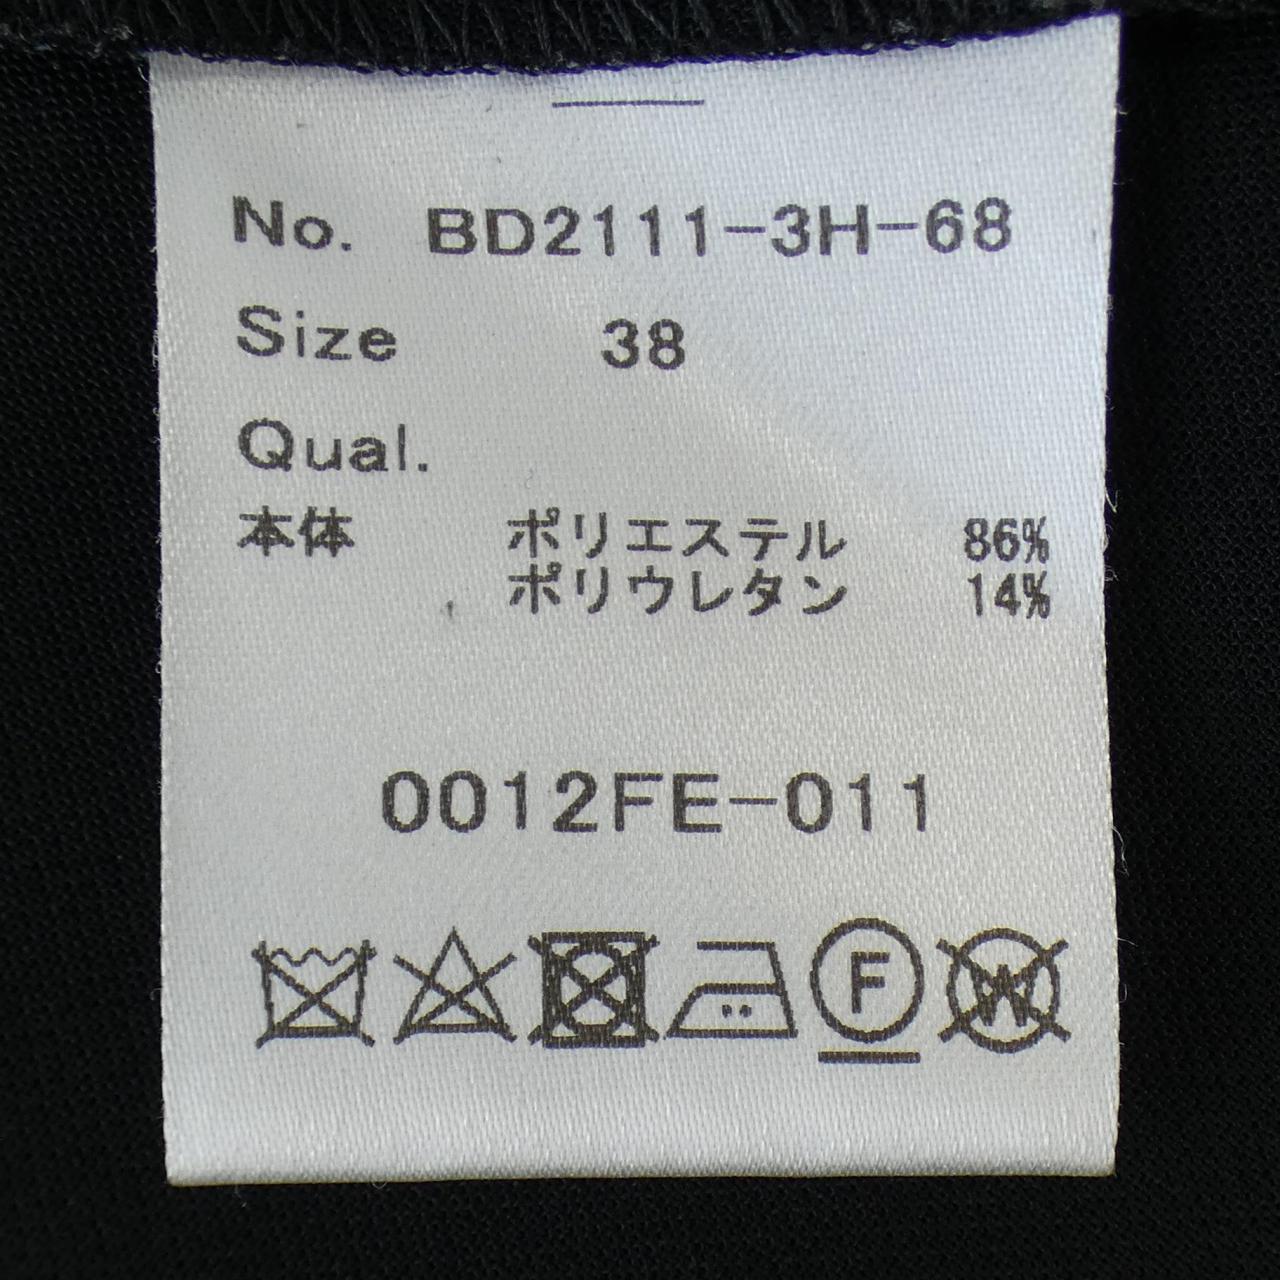 No. BD2111-3H-68
Size 38
Qual.
本体 ポリエステル 86%
ポリウレタン 14%
0012FE-011
F W